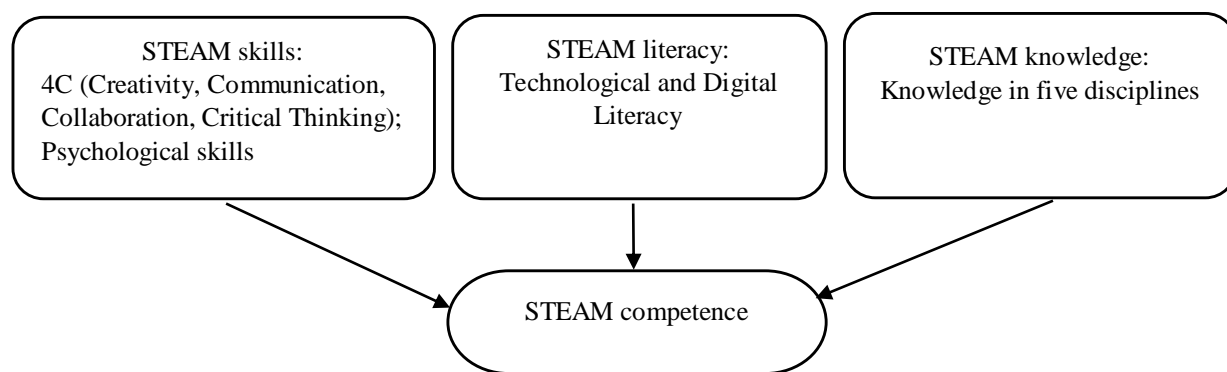 STEAM skills:
4C (Creativity, Communication,
Collaboration, Critical Thinking);
Psychological skills
STEAM literacy:
Technological and Digital
Literacy
STEAM knowledge:
Knowledge in five disciplines
STEAM competence